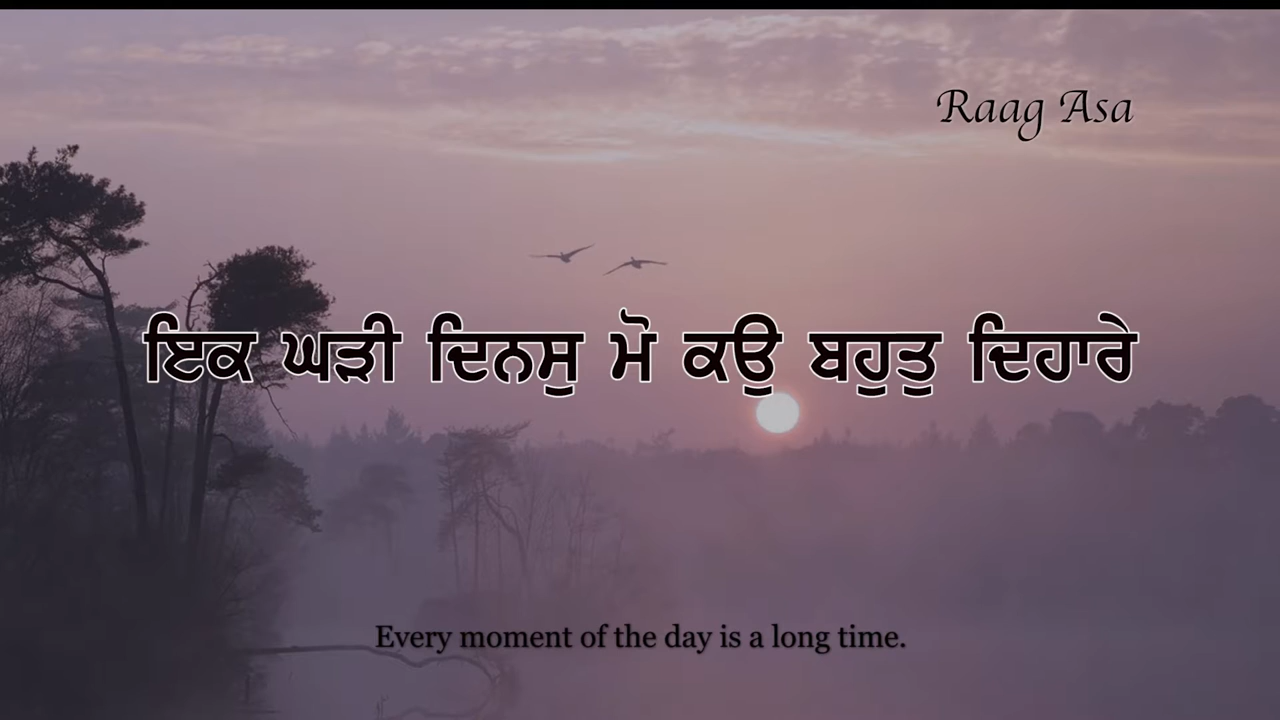 Raag Asa
ਇਕ ਘੜੀ ਦਿਨਸੁ ਮੋ ਕਉ ਬਹੁਤੁ ਦਿਹਾਰੇ
Every moment of the day is a long time.